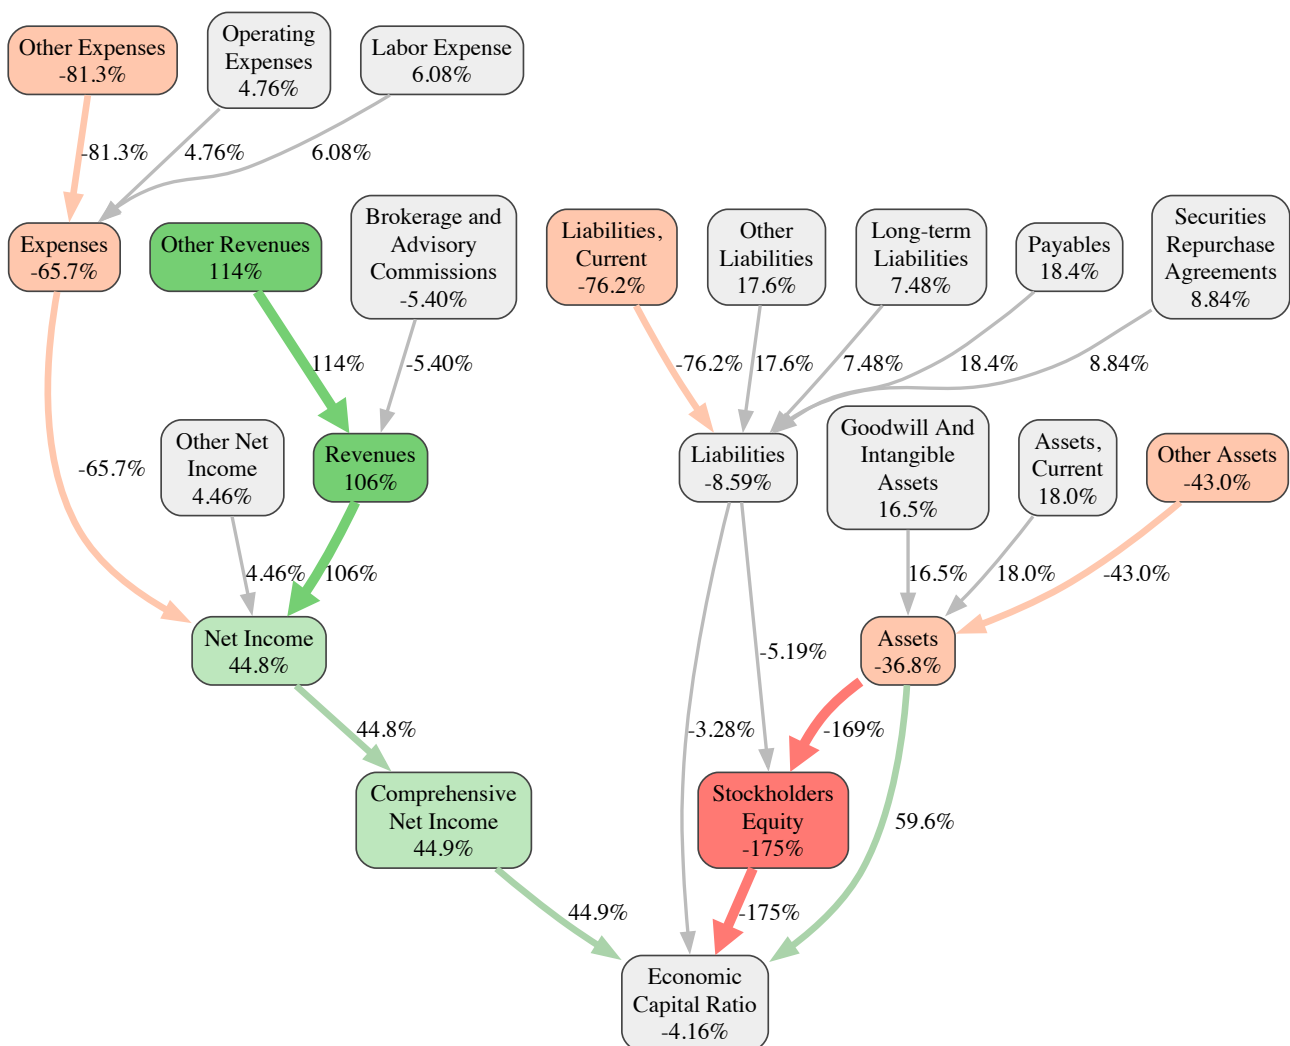 Other Expenses
-81.3%
Operating
Expenses
4.76%
Labor Expense
6.08%
-81.3%
4.76%
6.08%
Expenses
-65.7%
Other Revenues
114%
Brokerage and
Advisory
Commissions
-5.40%
Liabilities,
Current
-76.2%
Other
Liabilities
17.6%
Long-term
Liabilities
7.48%
Payables
18.4%
Securities
Repurchase
Agreements
8.84%
114%
-5.40%
-76.2%
17.6%
7.48%
18.4%
8.84%
-65.7%
Other Net
Income
4.46%
Revenues
106%
Liabilities
-8.59%
Goodwill And
Intangible
Assets
16.5%
Assets,
Current
18.0%
Other Assets
-43.0%
4.46%
106%
16.5%
18.0%
-43.0%
Net Income
44.8%
-5.19%
Assets
-36.8%
44.8%
-3.28%
-169%
Comprehensive
Net Income
44.9%
Stockholders
Equity
-175%
59.6%
44.9%
-175%
Economic
Capital Ratio
-4.16%